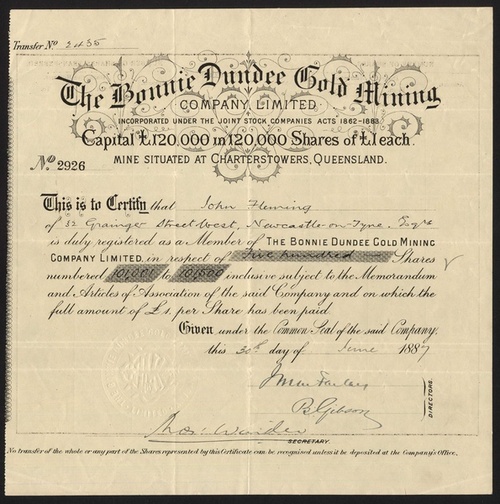 Transfer No 2435
The Bonnie Dundee Gold Mining
COMPANY LIMITED
INCORPORATED UNDER THE JOINT STOCK COMPANIES ACTS 1862-1883
Capital £120,000 in 120,000 Shares of £1 each.
MINE SITUATED AT CHARTERSTOWERS, QUEENSLAND.
No 2926
This is to Certify that John Fleming
of 32 Grainger Street West, Newcastle-on-Tyne, Esqre
is duly registered as a Member of THE BONNIE DUNDEE GOLD MINING
COMPANY LIMITED, in respect of Five hundred Shares
numbered 101001 to 101500 inclusive subject to the Memorandum
and Articles of Association of the said Company and on which the
full amount of £1. per Share has been paid
Given under the Common Seal of the said Company,
this 30th day of June 1887
B Gibson
DIRECTORS.
SECRETARY.
No transfer of the whole or any part of the Shares represented by this Certificate can be recognised unless it be deposited at the Company's Office.